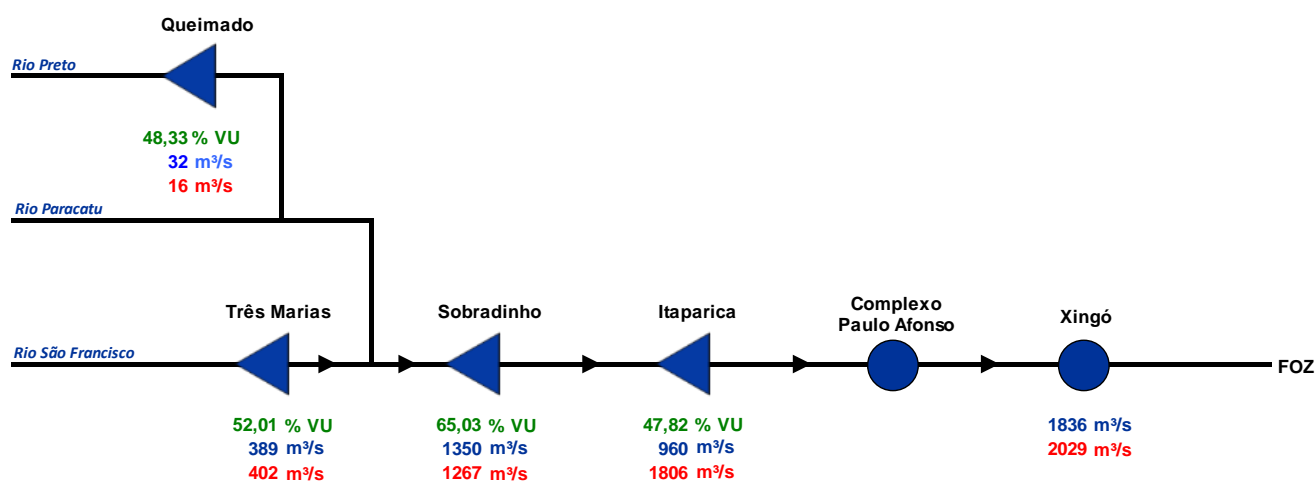 Queimado
Rio Preto
48,33 % VU
32 m³/s
16 m³/s
Rio Paracatu
Três Marias
Sobradinho
Itaparica
Complexo
Paulo Afonso
Xingó
Rio São Francisco
FOZ
52,01 % VU
389 m³/s
402 m³/s
65,03 % VU
1350 m³/s
1267 m³/s
47,82 % VU
960 m³/s
1806 m³/s
1836 m³/s
2029 m³/s